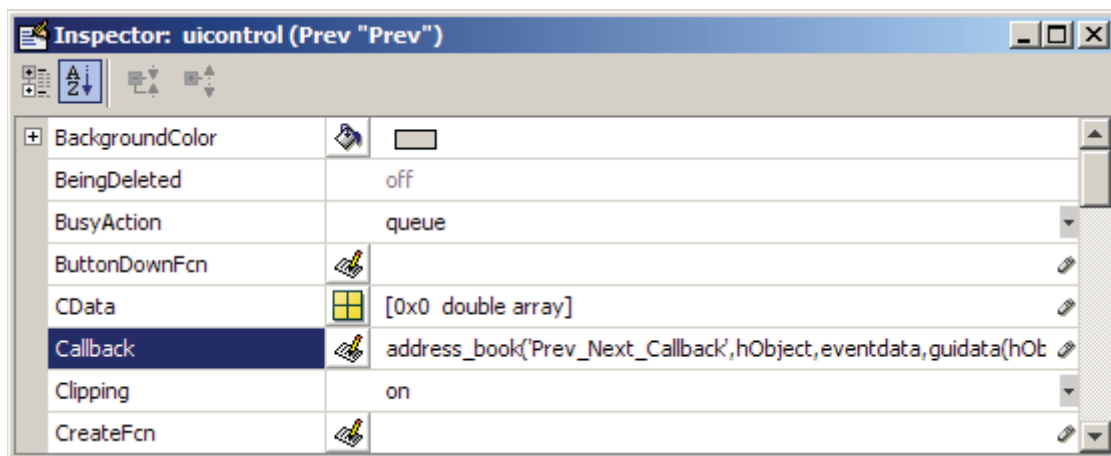 Inspector: uicontrol (Prev "Prev")
BackgroundColor
BeingDeleted off
BusyAction queue
ButtonDownFcn
CData [0x0 double array]
Callback address_book('Prev_Next_Callback',hObject,eventdata,guidata(hOb
Clipping on
CreateFcn